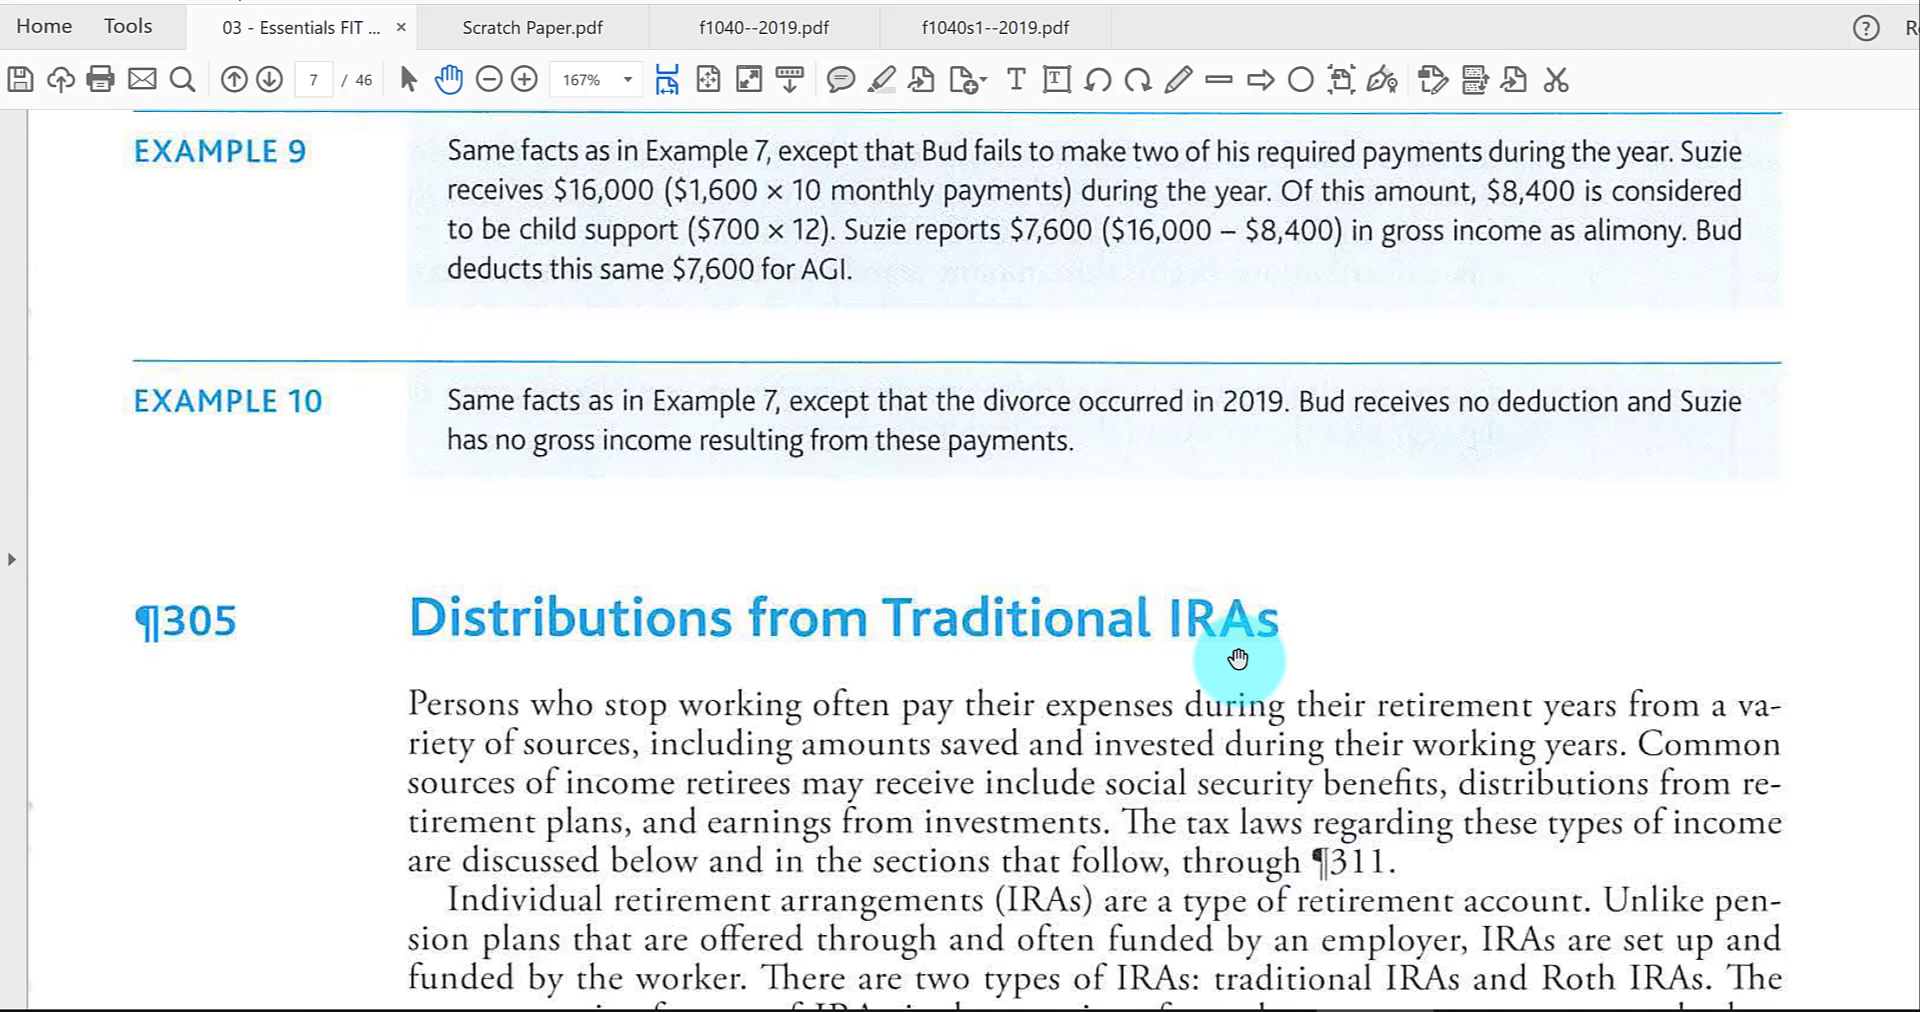 Home Tools 03 - Essentials FIT ... × Scratch Paper.pdf f1040--2019.pdf f1040s1--2019.pdf
7 / 46 167%
EXAMPLE 9
Same facts as in Example 7, except that Bud fails to make two of his required payments during the year. Suzie
receives $16,000 ($1,600 × 10 monthly payments) during the year. Of this amount, $8,400 is considered
to be child support ($700 × 12). Suzie reports $7,600 ($16,000 – $8,400) in gross income as alimony. Bud
deducts this same $7,600 for AGI.
EXAMPLE 10
Same facts as in Example 7, except that the divorce occurred in 2019. Bud receives no deduction and Suzie
has no gross income resulting from these payments.
¶305 Distributions from Traditional IRAs
Persons who stop working often pay their expenses during their retirement years from a va-
riety of sources, including amounts saved and invested during their working years. Common
sources of income retirees may receive include social security benefits, distributions from re-
tirement plans, and earnings from investments. The tax laws regarding these types of income
are discussed below and in the sections that follow, through ¶311.
Individual retirement arrangements (IRAs) are a type of retirement account. Unlike pen-
sion plans that are offered through and often funded by an employer, IRAs are set up and
funded by the worker. There are two types of IRAs: traditional IRAs and Roth IRAs. The